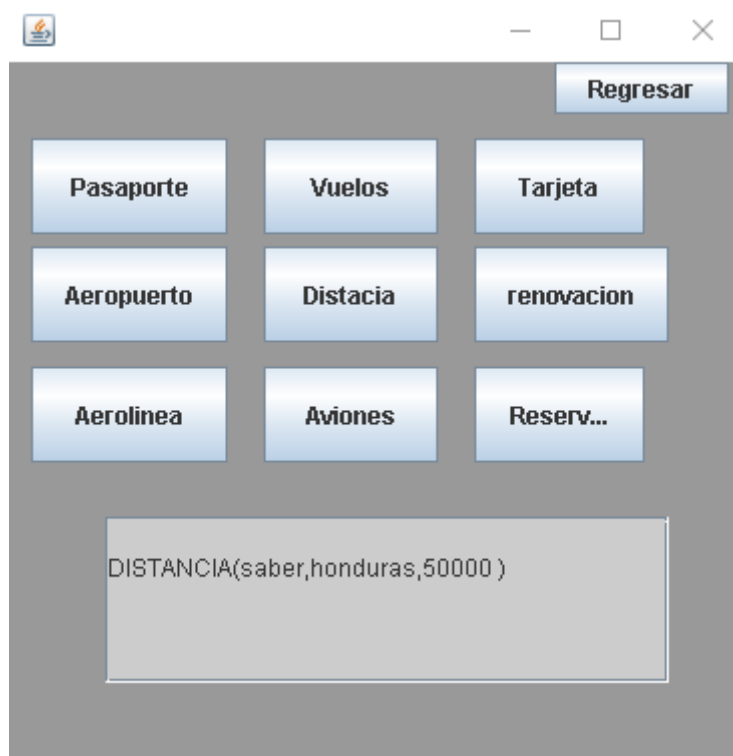 Regresar
Pasaporte Vuelos Tarjeta
Aeropuerto Distacia renovacion
Aerolinea Aviones Reserv...
DISTANCIA(saber,honduras,50000 )